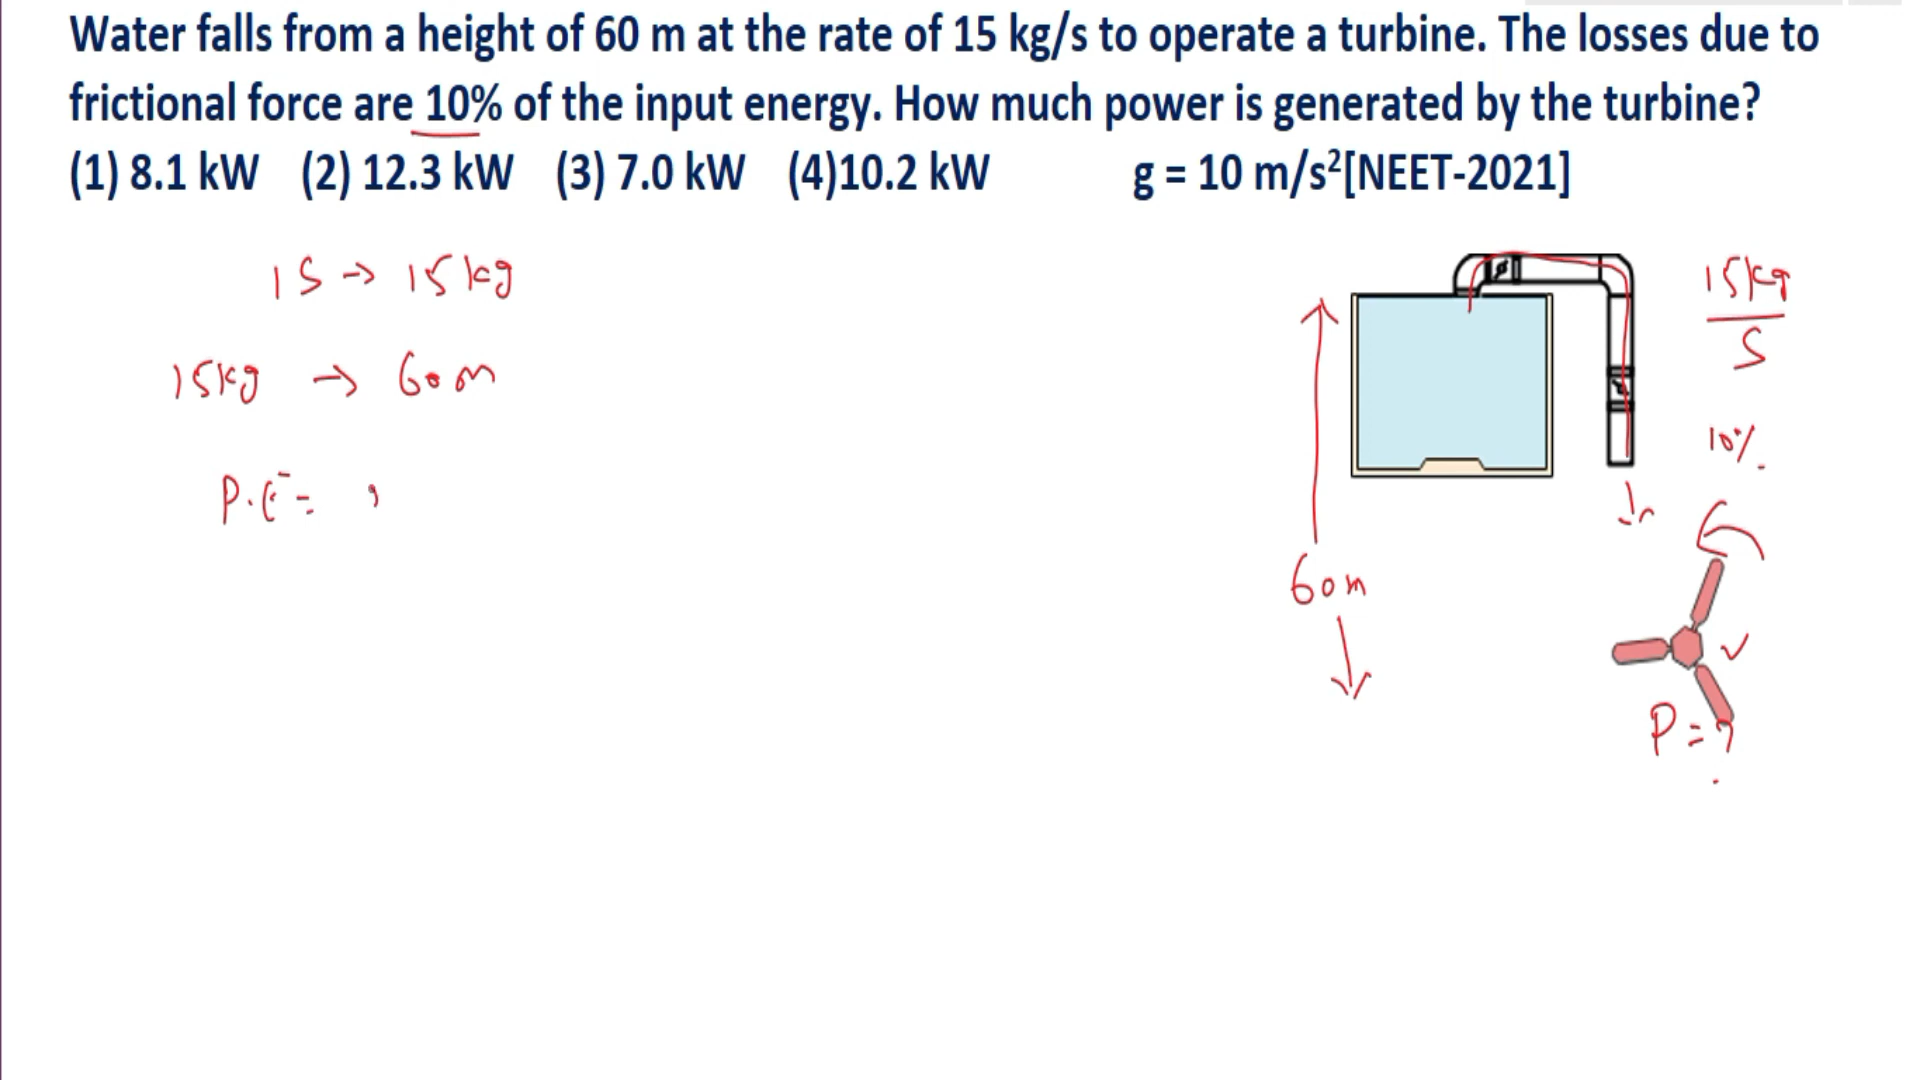 Water falls from a height of 60 m at the rate of 15 kg/s to operate a turbine. The losses due to
frictional force are 10% of the input energy. How much power is generated by the turbine?
(1) 8.1 kW (2) 12.3 kW (3) 7.0 kW (4)10.2 kW g = 10 m/s²[NEET-2021]
1S → 15kg
15kg → 60m
P.E =
15kg
S
10%
60m
P = ?